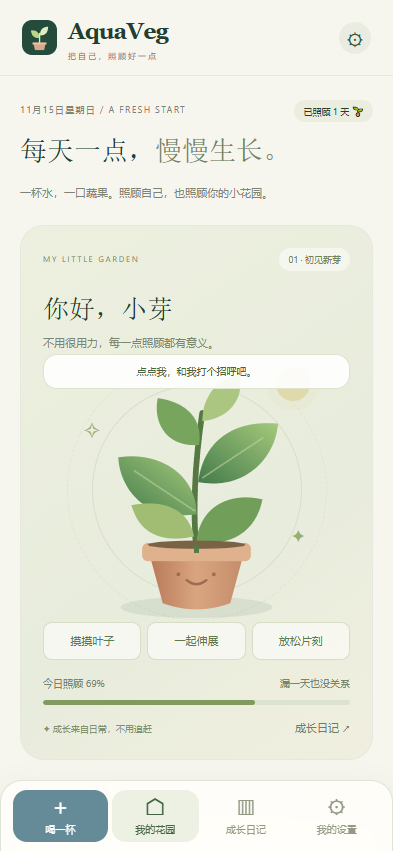 AquaVeg
把自己，照顾好一点
11月15日星期日 / A FRESH START
已照顾 1 天
每天一点，慢慢生长。
一杯水，一口蔬果。照顾自己，也照顾你的小花园。
MY LITTLE GARDEN
01 · 初见新芽
你好，小芽
不用很用力，每一点照顾都有意义。
点点我，和我打个招呼吧。
摸摸叶子
一起伸展
放松片刻
今日照顾 69%
漏一天也没关系
✦ 成长来自日常，不用追赶
成长日记 ↗
喝一杯
我的花园
成长日记
我的设置